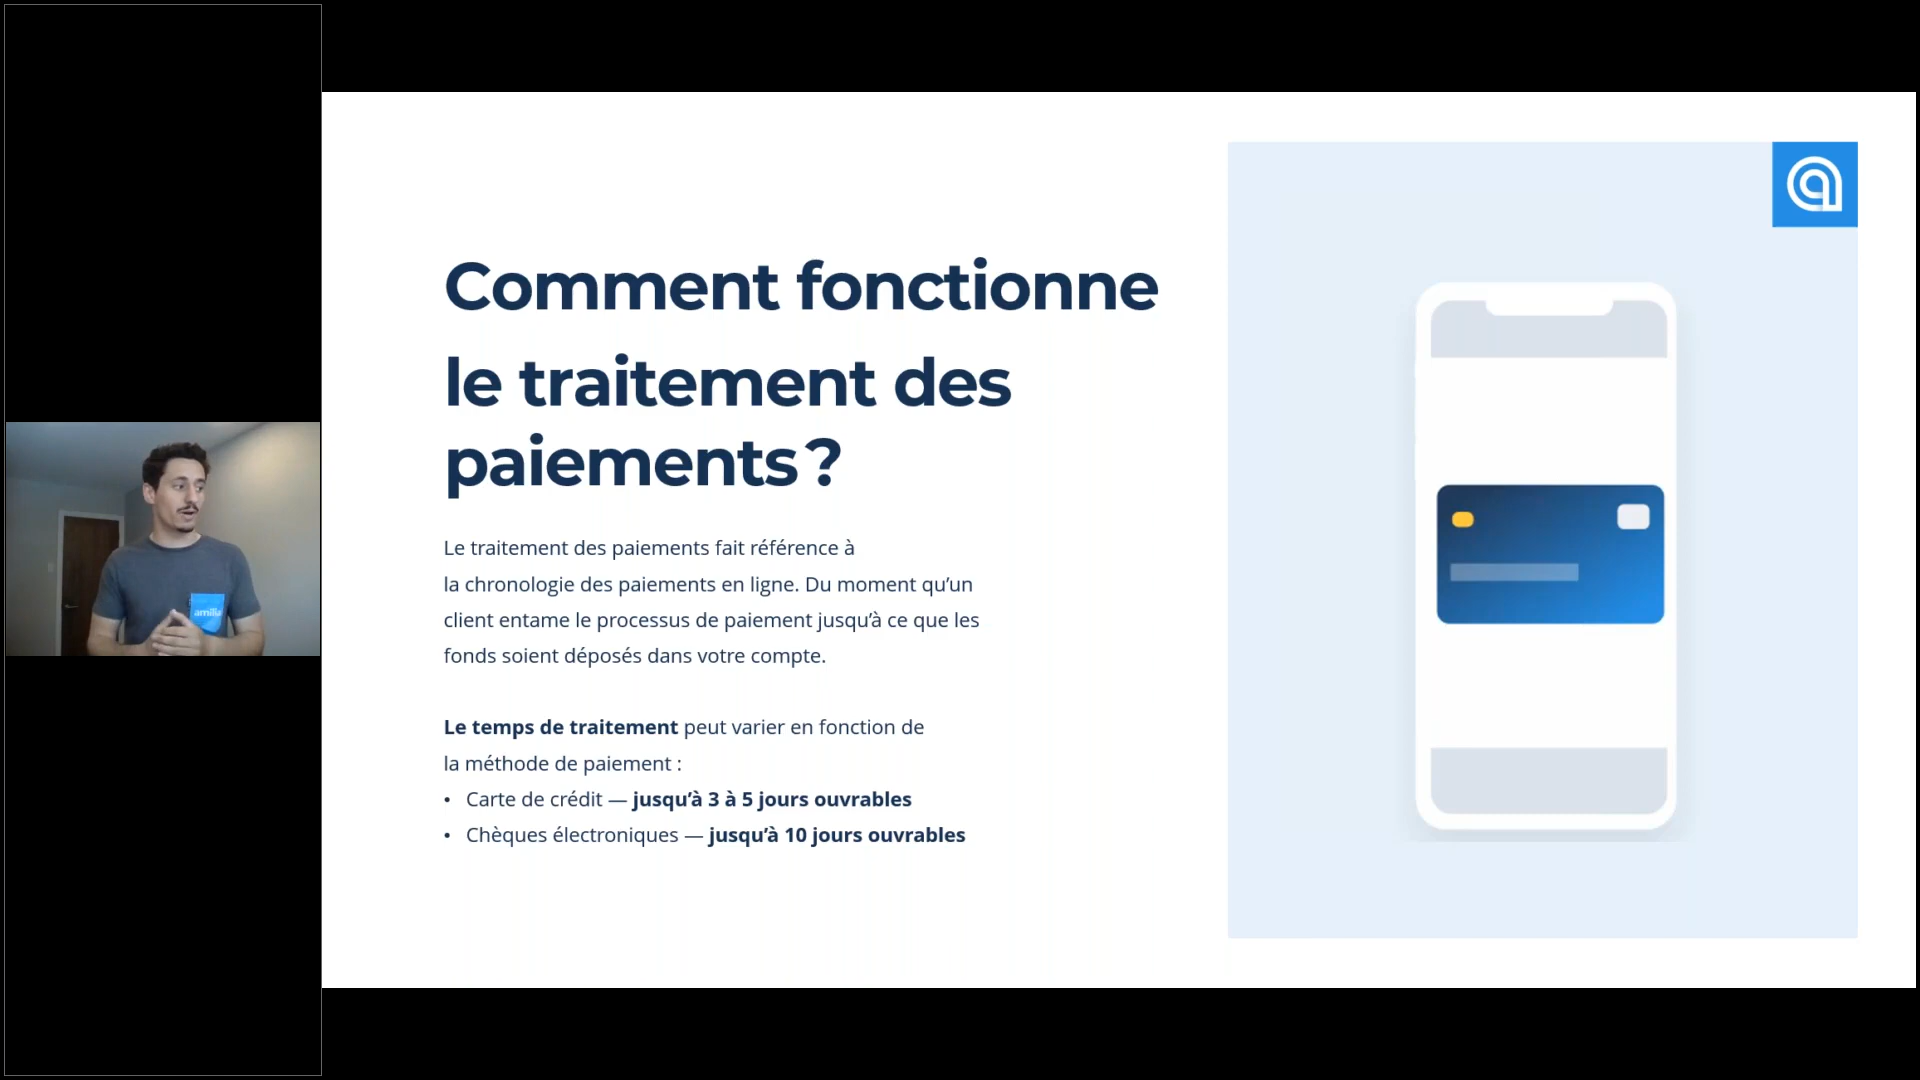 Comment fonctionne
le traitement des
paiements ?
Le traitement des paiements fait référence à
la chronologie des paiements en ligne. Du moment qu’un
client entame le processus de paiement jusqu’à ce que les
fonds soient déposés dans votre compte.
Le temps de traitement peut varier en fonction de
la méthode de paiement :
• Carte de crédit — jusqu’à 3 à 5 jours ouvrables
• Chèques électroniques — jusqu’à 10 jours ouvrables
amilia